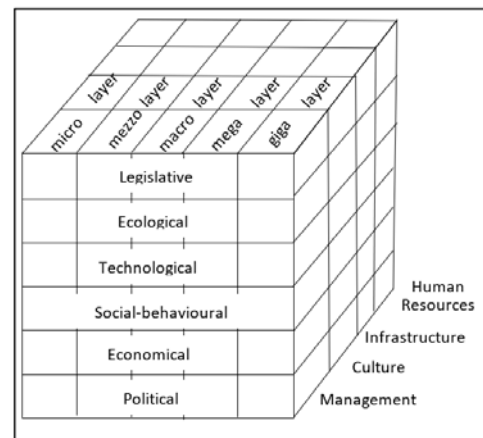 micro layer
mezzo layer
macro layer
mega layer
giga layer
Legislative
Ecological
Technological
Social-behavioural
Economical
Political
Human
Resources
Infrastructure
Culture
Management